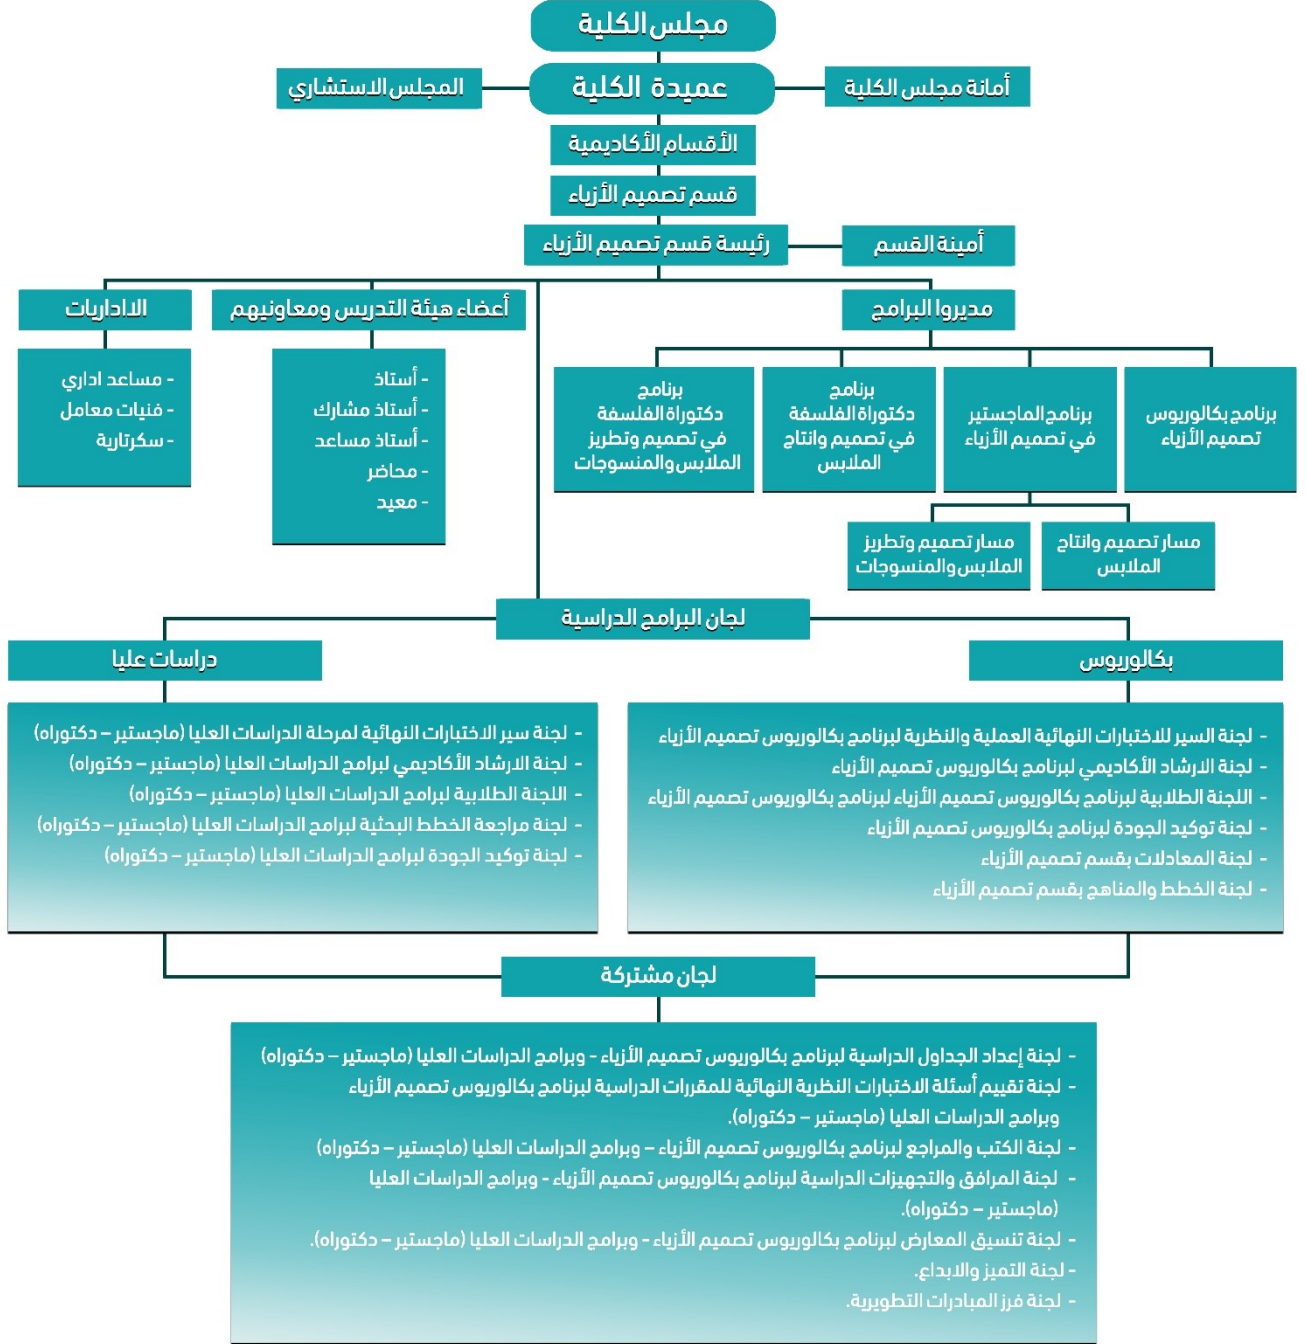 مجلس الكلية
عميدة الكلية
أمانة مجلس الكلية
المجلس الاستشاري
الأقسام الأكاديمية
قسم تصميم الأزياء
رئيسة قسم تصميم الأزياء
أمينة القسم
مديروا البرامج
أعضاء هيئة التدريس ومعاونيهم
الاداريات
برنامج بكالوريوس
تصميم الأزياء
برنامج الماجستير
في تصميم الأزياء
برنامج
دكتوراة الفلسفة
في تصميم وانتاج
الملابس
برنامج
دكتوراة الفلسفة
في تصميم وتطريز
الملابس والمنسوجات
مسار تصميم وانتاج
الملابس
مسار تصميم وتطريز
الملابس والمنسوجات
- أستاذ
- أستاذ مشارك
- أستاذ مساعد
- محاضر
- معيد
- مساعد اداري
- فنيات معامل
- سكرتارية
لجان البرامج الدراسية
بكالوريوس
- لجنة السير للاختبارات النهائية العملية والنظرية لبرنامج بكالوريوس تصميم الأزياء
- لجنة الارشاد الأكاديمي لبرنامج بكالوريوس تصميم الأزياء
- اللجنة الطلابية لبرنامج بكالوريوس تصميم الأزياء لبرنامج بكالوريوس تصميم الأزياء
- لجنة توكيد الجودة لبرنامج بكالوريوس تصميم الأزياء
- لجنة المعادلات بقسم تصميم الأزياء
- لجنة الخطط والمناهج بقسم تصميم الأزياء
دراسات عليا
- لجنة سير الاختبارات النهائية لمرحلة الدراسات العليا (ماجستير – دكتوراه)
- لجنة الارشاد الأكاديمي لبرامج الدراسات العليا (ماجستير – دكتوراه)
- اللجنة الطلابية لبرامج الدراسات العليا (ماجستير – دكتوراه)
- لجنة مراجعة الخطط البحثية لبرامج الدراسات العليا (ماجستير – دكتوراه)
- لجنة توكيد الجودة لبرامج الدراسات العليا (ماجستير – دكتوراه)
لجان مشتركة
- لجنة إعداد الجداول الدراسية لبرنامج بكالوريوس تصميم الأزياء - وبرامج الدراسات العليا (ماجستير – دكتوراه)
- لجنة تقييم أسئلة الاختبارات النظرية النهائية للمقررات الدراسية لبرنامج بكالوريوس تصميم الأزياء
وبرامج الدراسات العليا (ماجستير – دكتوراه).
- لجنة الكتب والمراجع لبرنامج بكالوريوس تصميم الأزياء – وبرامج الدراسات العليا (ماجستير – دكتوراه)
- لجنة المرافق والتجهيزات الدراسية لبرنامج بكالوريوس تصميم الأزياء - وبرامج الدراسات العليا
(ماجستير – دكتوراه).
- لجنة تنسيق المعارض لبرنامج بكالوريوس تصميم الأزياء - وبرامج الدراسات العليا (ماجستير – دكتوراه).
- لجنة التميز والابداع.
- لجنة فرز المبادرات التطويرية.